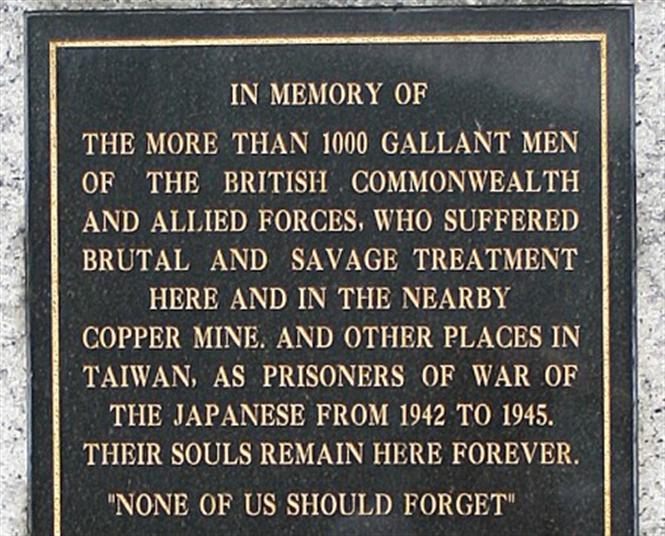 IN MEMORY OF
THE MORE THAN 1000 GALLANT MEN
OF THE BRITISH COMMONWEALTH
AND ALLIED FORCES, WHO SUFFERED
BRUTAL AND SAVAGE TREATMENT
HERE AND IN THE NEARBY
COPPER MINE. AND OTHER PLACES IN
TAIWAN, AS PRISONERS OF WAR OF
THE JAPANESE FROM 1942 TO 1945.
THEIR SOULS REMAIN HERE FOREVER.
"NONE OF US SHOULD FORGET"